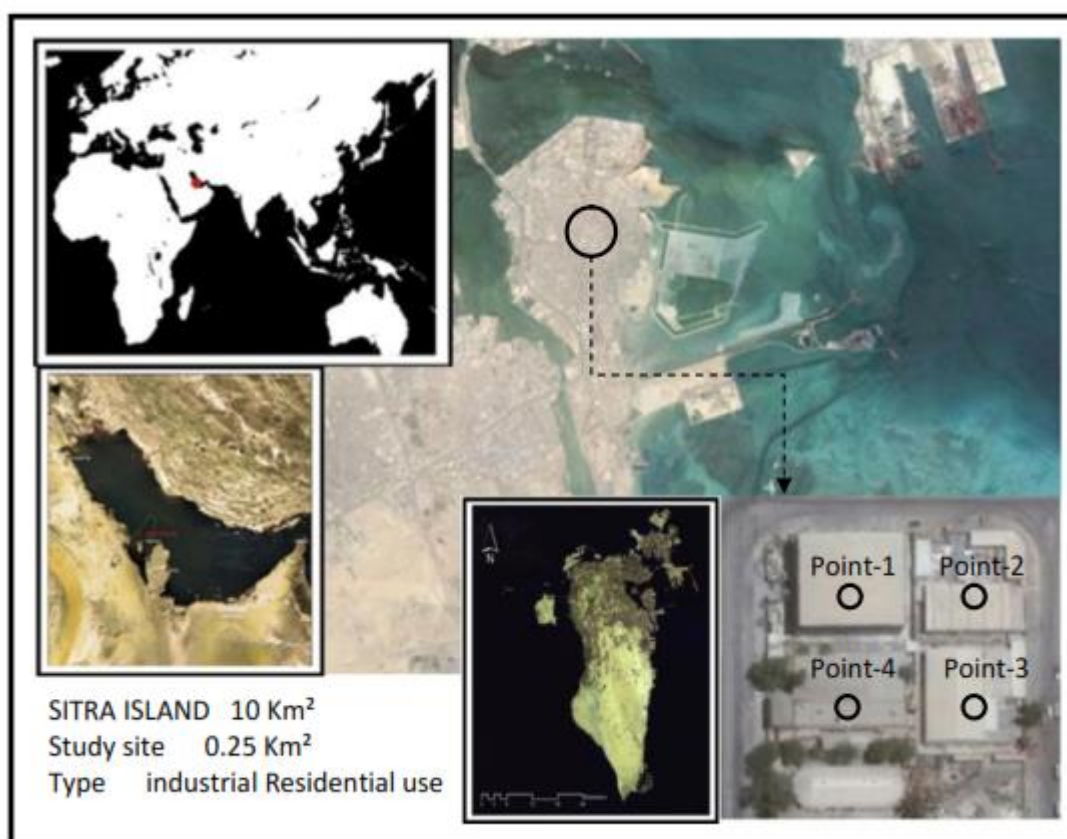 Point-1
Point-2
Point-4
Point-3
N
SITRA ISLAND 10 Km²
Study site 0.25 Km²
Type industrial Residential use